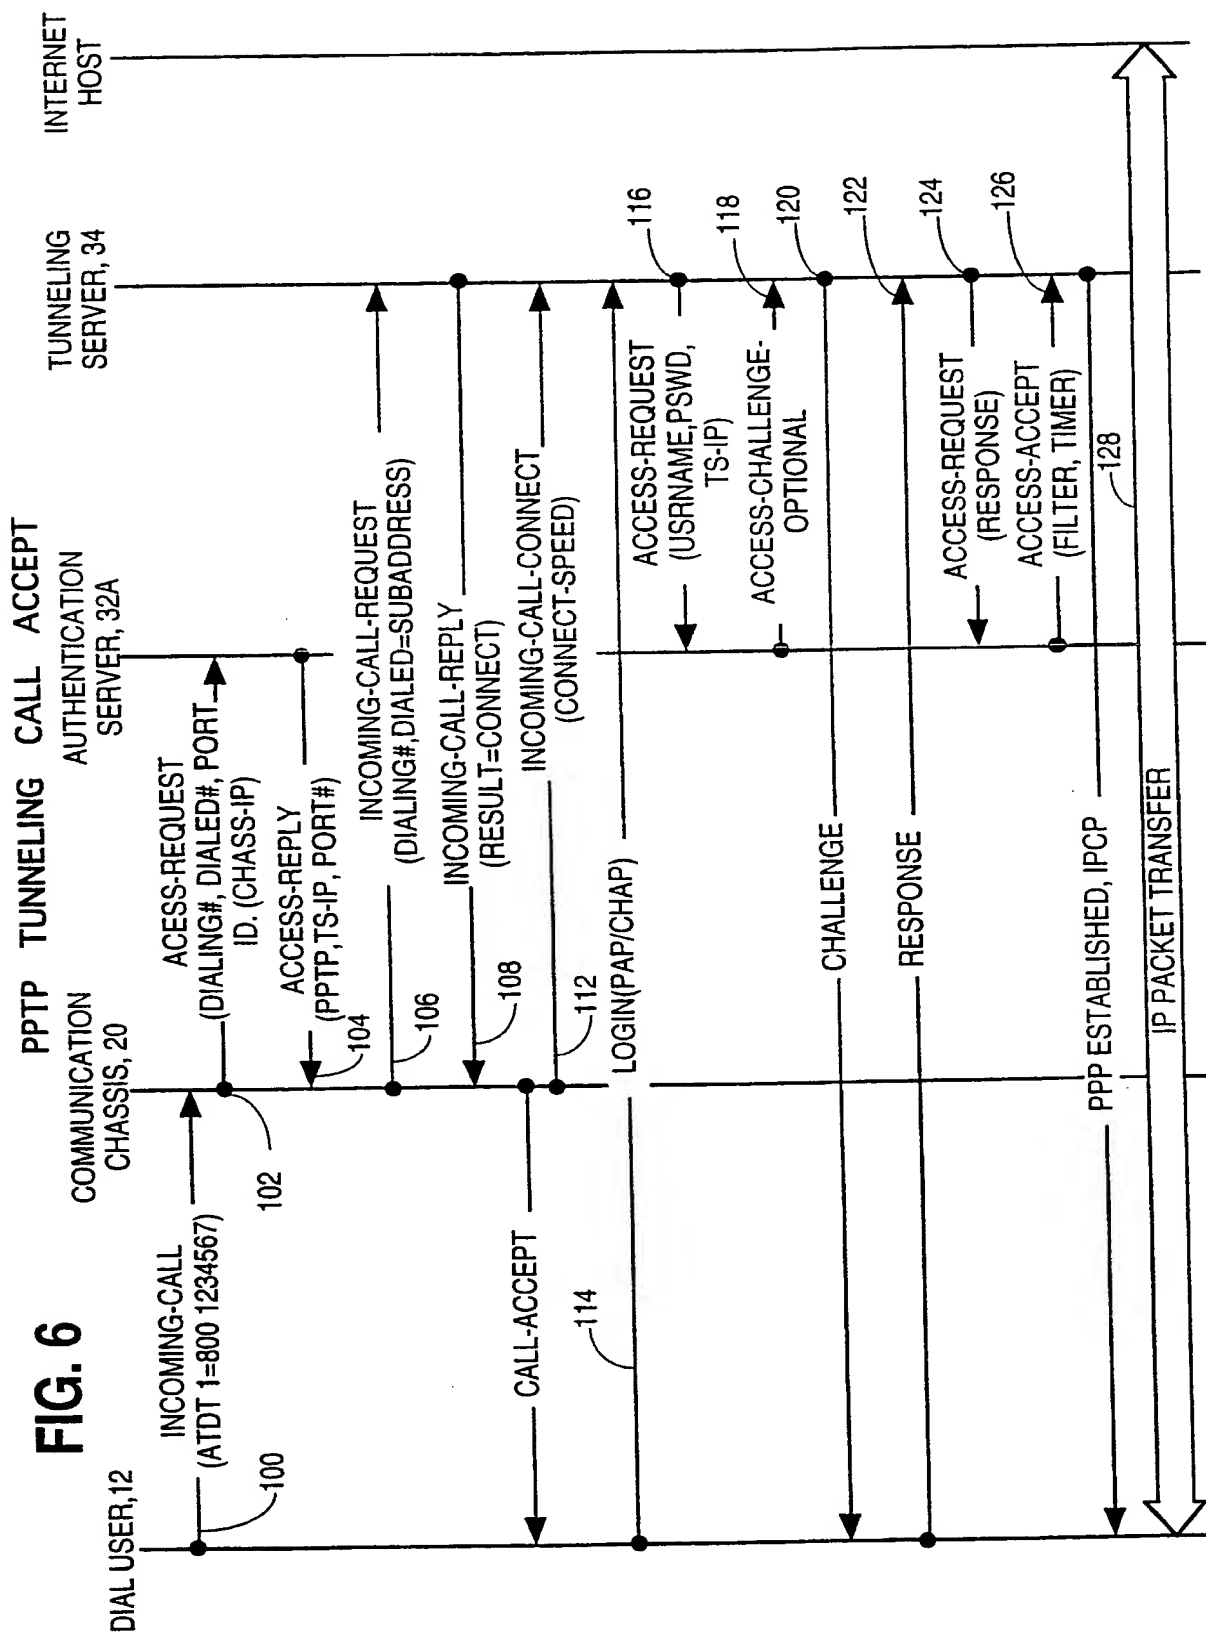 FIG. 6
PPTP TUNNELING CALL ACCEPT
DIAL USER,12
COMMUNICATION
CHASSIS, 20
AUTHENTICATION
SERVER, 32A
TUNNELING
SERVER, 34
INTERNET
HOST
INCOMING-CALL
(ATDT 1=800 1234567)
100
ACESS-REQUEST
(DIALING#, DIALED#, PORT
ID. (CHASS-IP)
102
ACCESS-REPLY
(PPTP,TS-IP, PORT#)
104
INCOMING-CALL-REQUEST
(DIALING#,DIALED=SUBADDRESS)
106
INCOMING-CALL-REPLY
(RESULT=CONNECT)
108
CALL-ACCEPT
INCOMING-CALL-CONNECT
(CONNECT-SPEED)
112
LOGIN(PAP/CHAP)
114
ACCESS-REQUEST
(USRNAME,PSWD,
TS-IP)
116
ACCESS-CHALLENGE-
OPTIONAL
118
CHALLENGE
120
RESPONSE
122
ACCESS-REQUEST
(RESPONSE)
124
ACCESS-ACCEPT
(FILTER, TIMER)
126
PPP ESTABLISHED, IPCP
128
IP PACKET TRANSFER